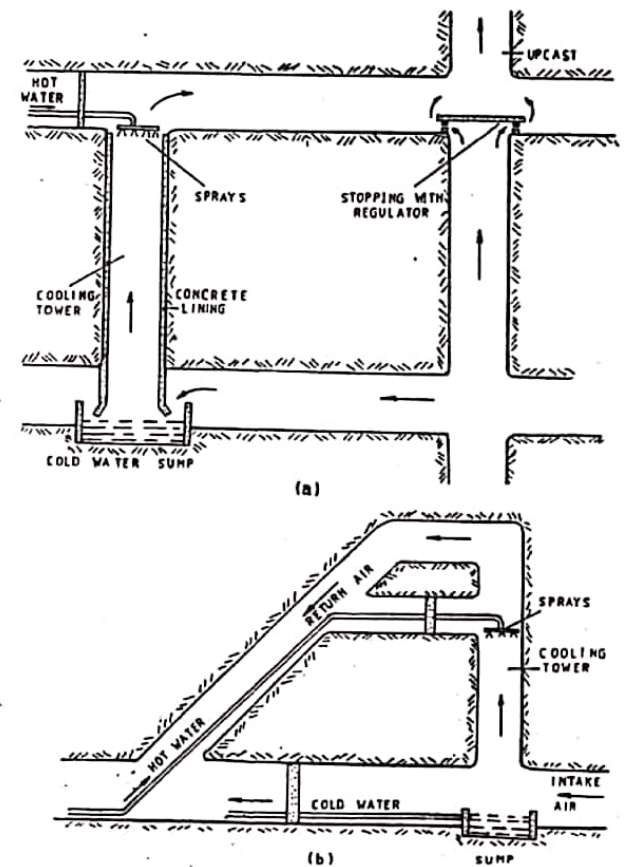 UPCAST
HOT
WATER
SPRAYS
STOPPING WITH
REGULATOR
COOLING
TOWER
CONCRETE
LINING
COLD WATER SUMP
(a)
RETURN AIR
SPRAYS
COOLING
TOWER
HOT WATER
INTAKE
AIR
COLD WATER
SUMP
(b)